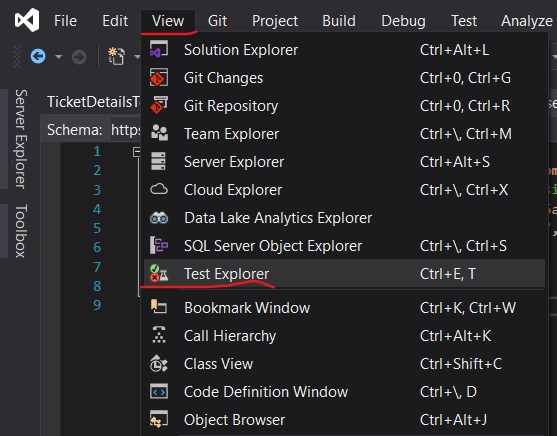 File Edit View Git Project Build Debug Test Analyze
Solution Explorer Ctrl+Alt+L
Git Changes Ctrl+0, Ctrl+G
Git Repository Ctrl+0, Ctrl+R
Team Explorer Ctrl+\, Ctrl+M
Server Explorer Ctrl+Alt+S
Cloud Explorer Ctrl+\, Ctrl+X
Data Lake Analytics Explorer
SQL Server Object Explorer Ctrl+\, Ctrl+S
Test Explorer Ctrl+E, T
Bookmark Window Ctrl+K, Ctrl+W
Call Hierarchy Ctrl+Alt+K
Class View Ctrl+Shift+C
Code Definition Window Ctrl+\, D
Object Browser Ctrl+Alt+J
Server Explorer
Toolbox
TicketDetailsT
Schema: https
1
2
3
4
5
6
7
8
9